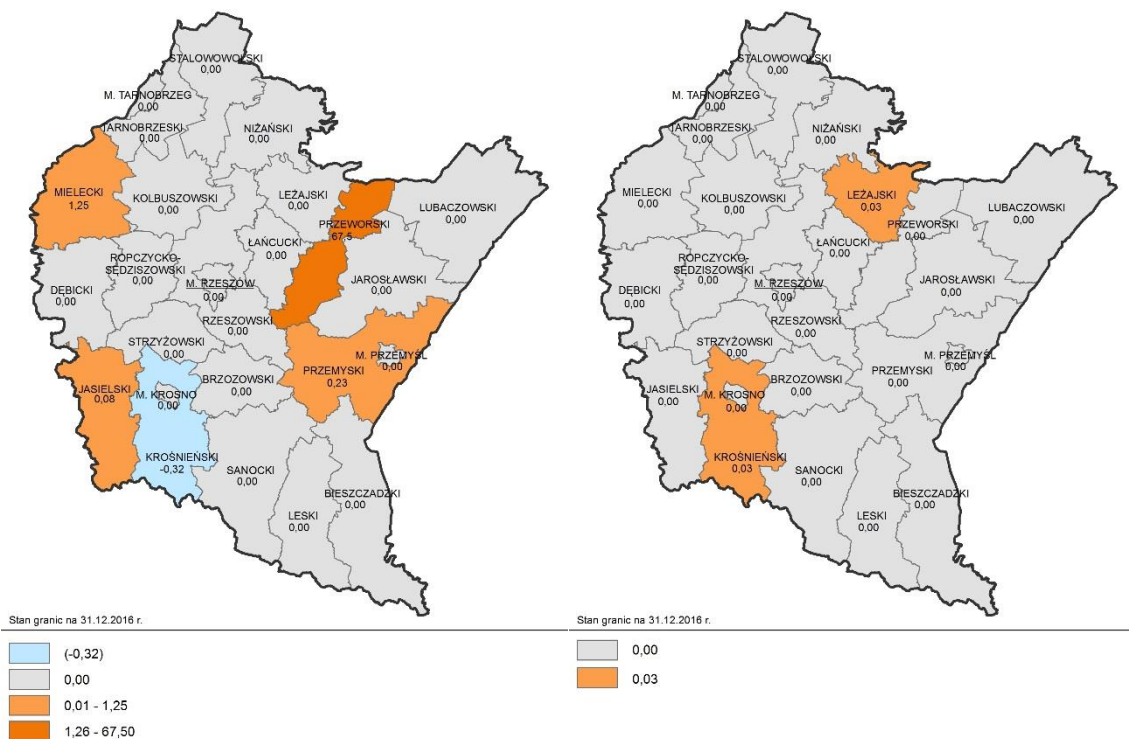 STALOWOWOLSKI
0,00
M. TARNOBRZEG
0,00
TARNOBRZESKI
0,00
NIŻAŃSKI
0,00
MIELECKI
1,25
KOLBUSZOWSKI
0,00
LEŻAJSKI
0,00
LUBACZOWSKI
0,00
PRZEWORSKI
67,5
ŁAŃCUCKI
0,00
ROPCZYCKO-
SĘDZISZOWSKI
0,00
DĘBICKI
0,00
M. RZESZÓW
0,00
JAROSŁAWSKI
0,00
RZESZOWSKI
0,00
STRZYŻOWSKI
0,00
M. PRZEMYŚL
0,00
PRZEMYSKI
0,23
BRZOZOWSKI
0,00
JASIELSKI
0,08
M. KROSNO
0,00
KROŚNIEŃSKI
-0,32
SANOCKI
0,00
BIESZCZADZKI
0,00
LESKI
0,00
Stan granic na 31.12.2016 r.
(-0,32)
0,00
0,01 - 1,25
1,26 - 67,50
STALOWOWOLSKI
0,00
M. TARNOBRZEG
0,00
TARNOBRZESKI
0,00
NIŻAŃSKI
0,00
MIELECKI
0,00
KOLBUSZOWSKI
0,00
LEŻAJSKI
0,03
LUBACZOWSKI
0,00
PRZEWORSKI
0,00
ŁAŃCUCKI
0,00
ROPCZYCKO-
SĘDZISZOWSKI
0,00
DĘBICKI
0,00
M. RZESZÓW
0,00
JAROSŁAWSKI
0,00
RZESZOWSKI
0,00
STRZYŻOWSKI
0,00
M. PRZEMYŚL
0,00
PRZEMYSKI
0,00
BRZOZOWSKI
0,00
JASIELSKI
0,00
M. KROSNO
0,00
KROŚNIEŃSKI
0,03
SANOCKI
0,00
BIESZCZADZKI
0,00
LESKI
0,00
Stan granic na 31.12.2016 r.
0,00
0,03